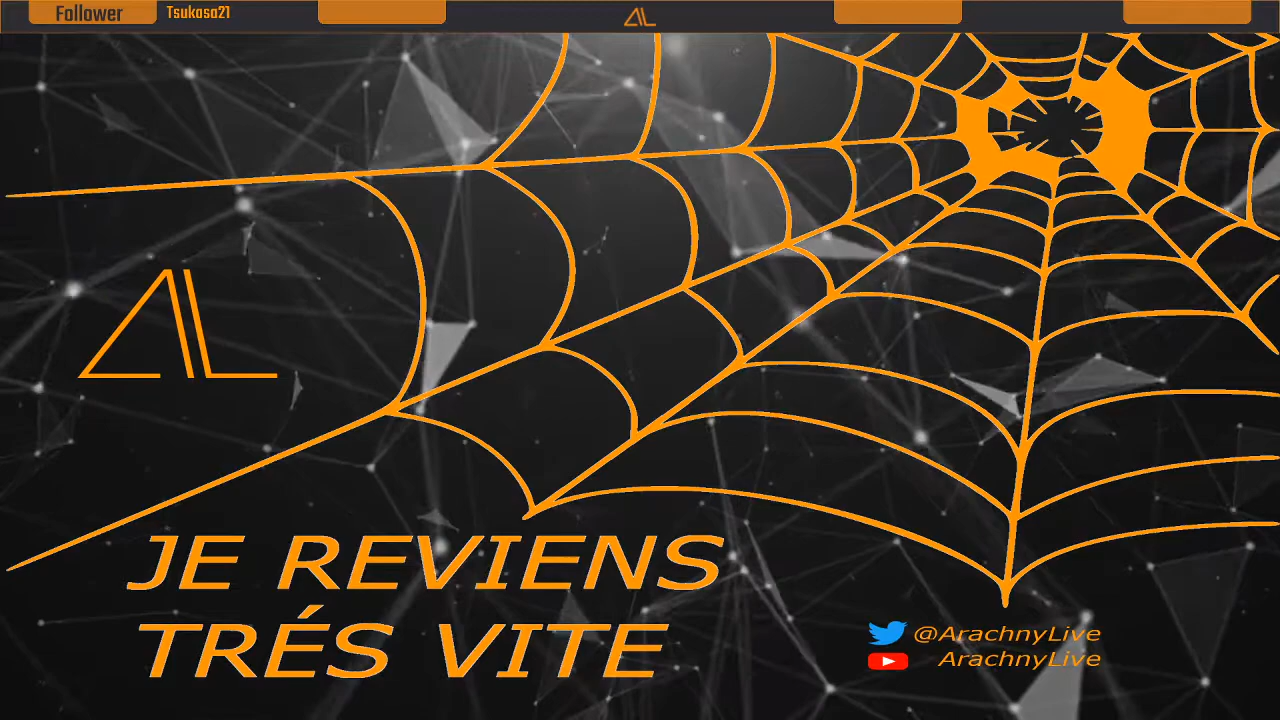 Follower Tsukasa21
AL
AL
JE REVIENS
TRÉS VITE
@ArachnyLive
ArachnyLive